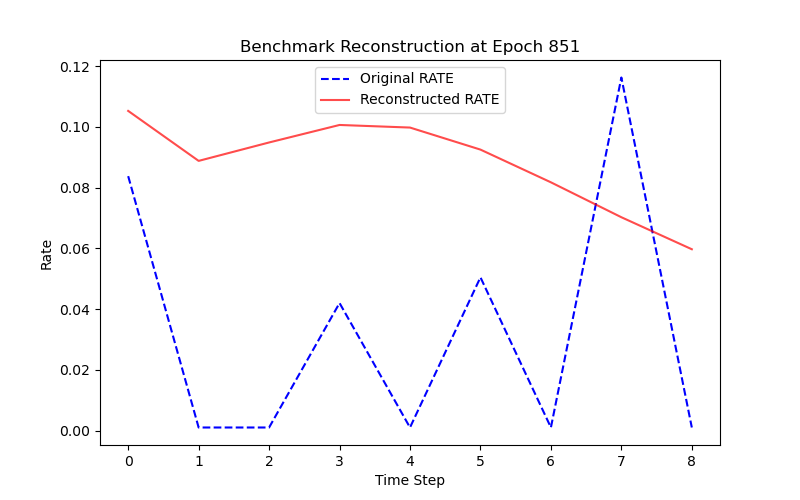 Benchmark Reconstruction at Epoch 851
Original RATE
Reconstructed RATE
0.12
0.10
0.08
0.06
0.04
0.02
0.00
Rate
0 1 2 3 4 5 6 7 8
Time Step